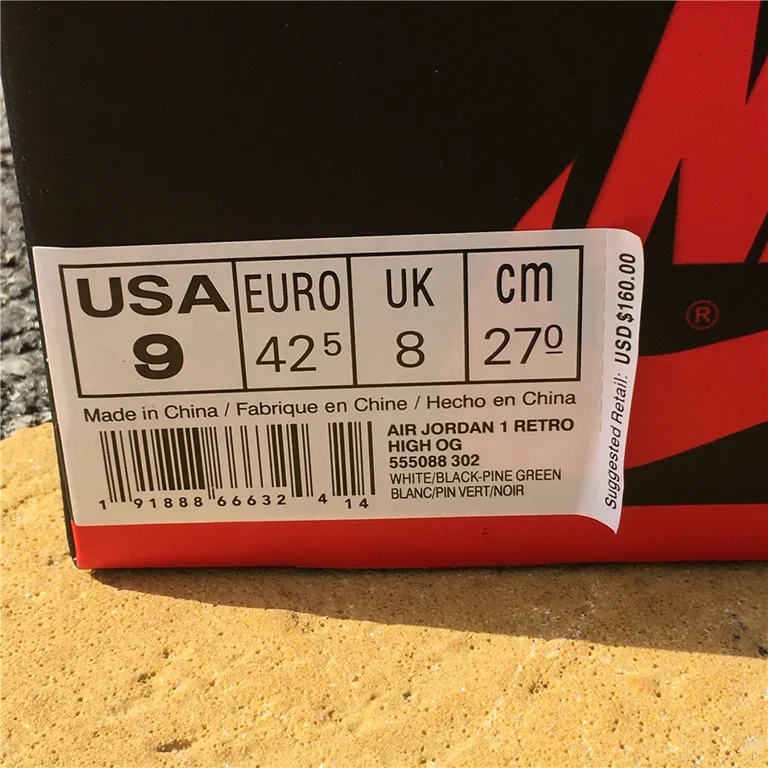 USA EURO UK cm
9 42 5 8 27 0
Made in China / Fabrique en Chine / Hecho en China
AIR JORDAN 1 RETRO
HIGH OG
555088 302
WHITE/BLACK-PINE GREEN
BLANC/PIN VERT/NOIR
1 91888 66632 4 14
Suggested Retail: USD $160.00
®